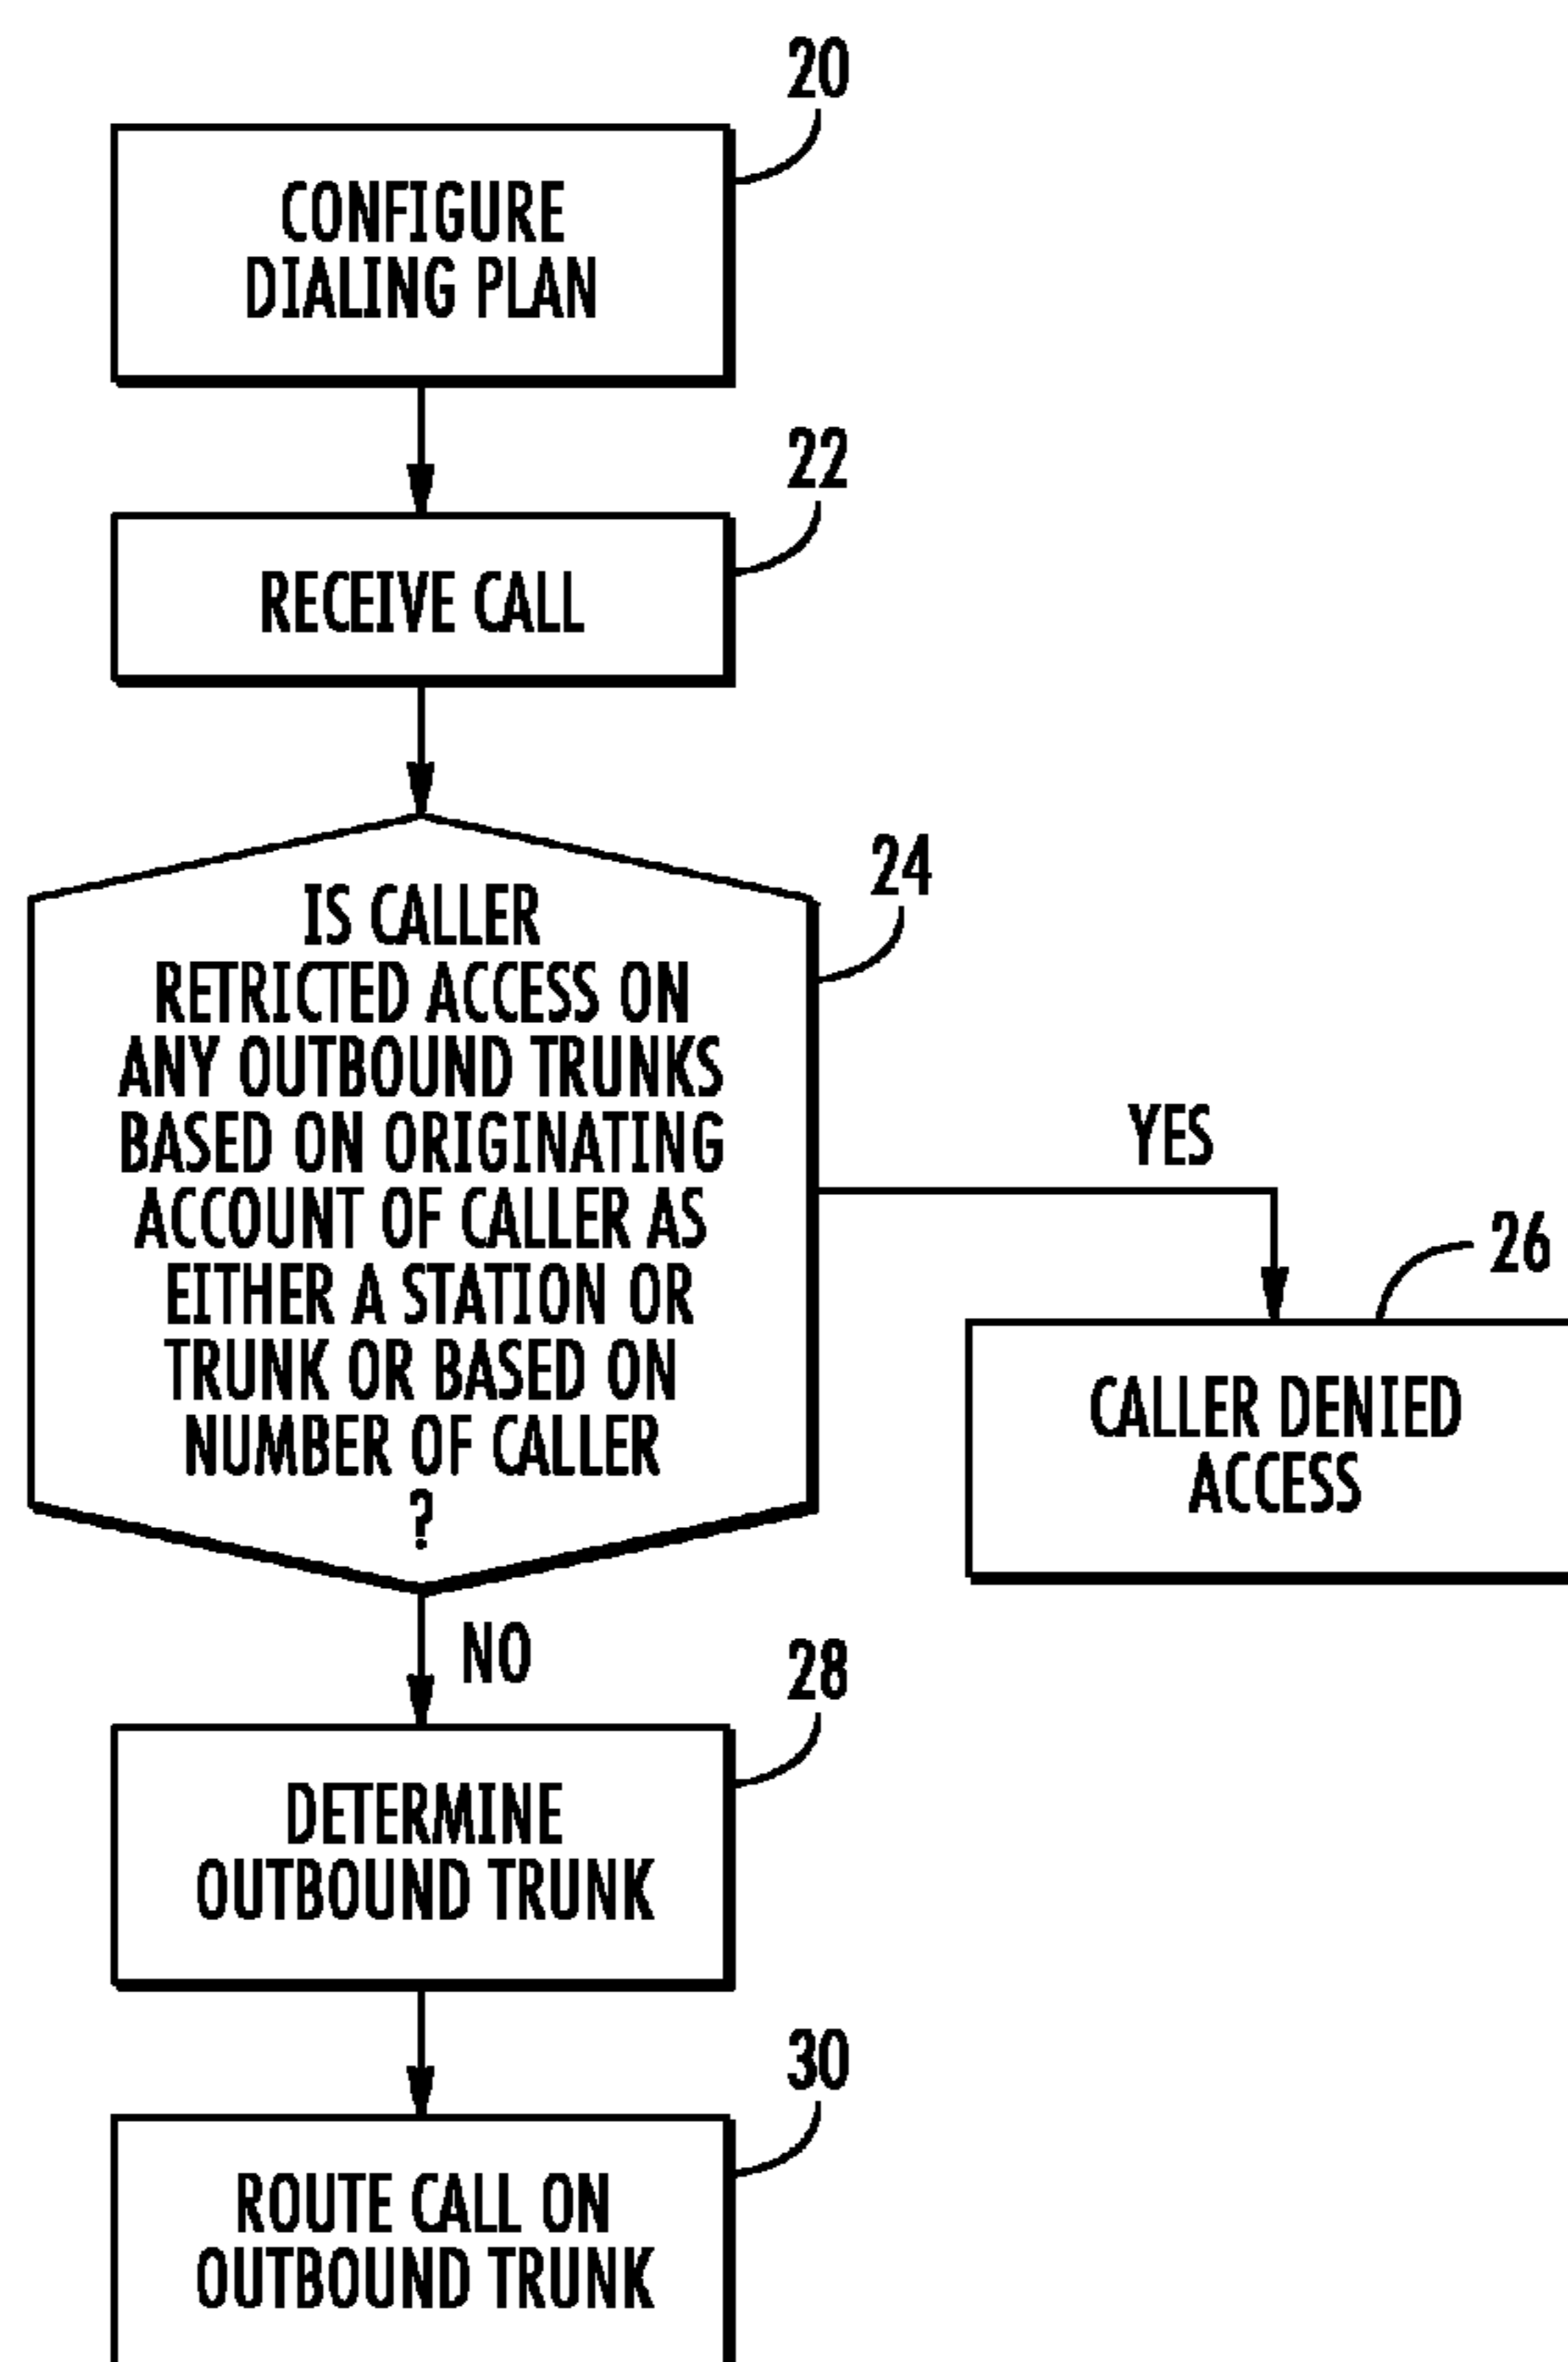 20
CONFIGURE
DIALING PLAN
22
RECEIVE CALL
24
IS CALLER
RETRICTED ACCESS ON
ANY OUTBOUND TRUNKS
BASED ON ORIGINATING
ACCOUNT OF CALLER AS
EITHER A STATION OR
TRUNK OR BASED ON
NUMBER OF CALLER
?
YES
26
CALLER DENIED
ACCESS
NO
28
DETERMINE
OUTBOUND TRUNK
30
ROUTE CALL ON
OUTBOUND TRUNK